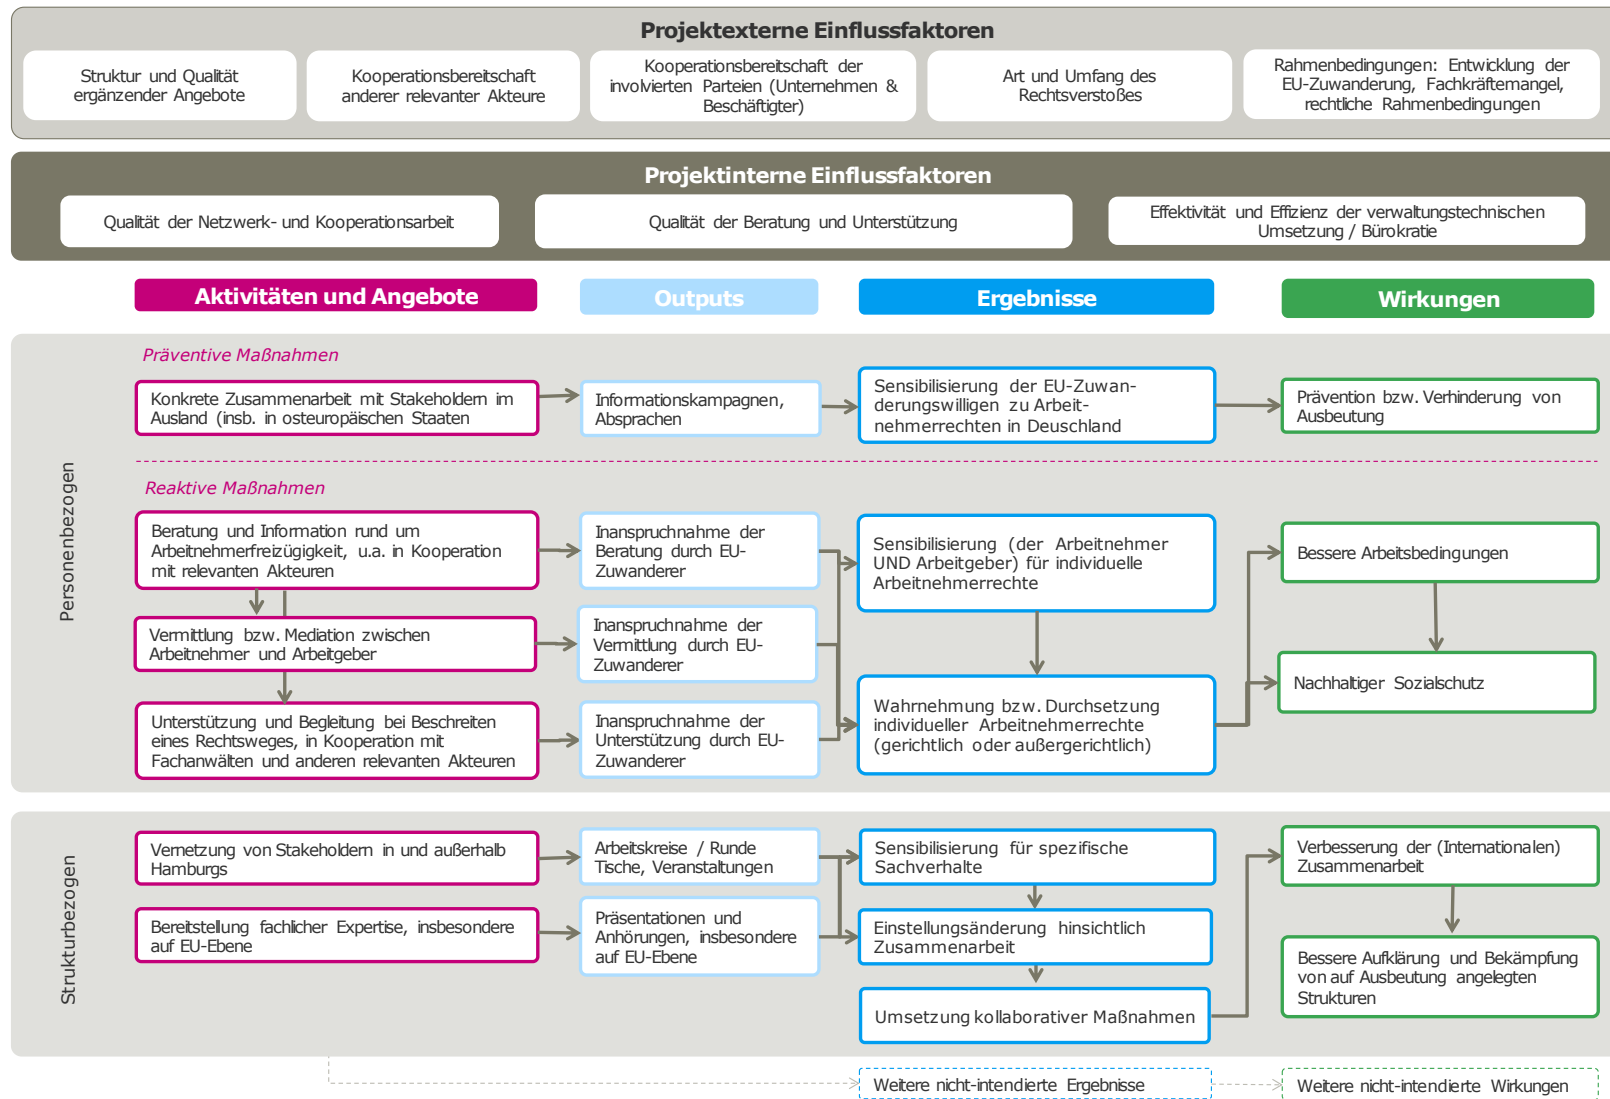 Projektexterne Einflussfaktoren
Struktur und Qualität
ergänzender Angebote
Kooperationsbereitschaft
anderer relevanter Akteure
Kooperationsbereitschaft der
involvierten Parteien (Unternehmen &
Beschäftigter)
Art und Umfang des
Rechtsverstoßes
Rahmenbedingungen: Entwicklung der
EU-Zuwanderung, Fachkräftemangel,
rechtliche Rahmenbedingungen
Projektinterne Einflussfaktoren
Qualität der Netzwerk- und Kooperationsarbeit
Qualität der Beratung und Unterstützung
Effektivität und Effizienz der verwaltungstechnischen
Umsetzung / Bürokratie
Aktivitäten und Angebote
Outputs
Ergebnisse
Wirkungen
Personenbezogen
Präventive Maßnahmen
Konkrete Zusammenarbeit mit Stakeholdern im
Ausland (insb. in osteuropäischen Staaten
Informationskampagnen,
Absprachen
Sensibilisierung der EU-Zuwan-
derungswilligen zu Arbeit-
nehmerrechten in Deuschland
Prävention bzw. Verhinderung von
Ausbeutung
Reaktive Maßnahmen
Beratung und Information rund um
Arbeitnehmerfreizügigkeit, u.a. in Kooperation
mit relevanten Akteuren
Inanspruchnahme der
Beratung durch EU-
Zuwanderer
Sensibilisierung (der Arbeitnehmer
UND Arbeitgeber) für individuelle
Arbeitnehmerrechte
Bessere Arbeitsbedingungen
Vermittlung bzw. Mediation zwischen
Arbeitnehmer und Arbeitgeber
Inanspruchnahme der
Vermittlung durch EU-
Zuwanderer
Nachhaltiger Sozialschutz
Unterstützung und Begleitung bei Beschreiten
eines Rechtsweges, in Kooperation mit
Fachanwälten und anderen relevanten Akteuren
Inanspruchnahme der
Unterstützung durch EU-
Zuwanderer
Wahrnehmung bzw. Durchsetzung
individueller Arbeitnehmerrechte
(gerichtlich oder außergerichtlich)
Strukturbezogen
Vernetzung von Stakeholdern in und außerhalb
Hamburgs
Arbeitskreise / Runde
Tische, Veranstaltungen
Sensibilisierung für spezifische
Sachverhalte
Verbesserung der (Internationalen)
Zusammenarbeit
Bereitstellung fachlicher Expertise, insbesondere
auf EU-Ebene
Präsentationen und
Anhörungen, insbesondere
auf EU-Ebene
Einstellungsänderung hinsichtlich
Zusammenarbeit
Bessere Aufklärung und Bekämpfung
von auf Ausbeutung angelegten
Strukturen
Umsetzung kollaborativer Maßnahmen
Weitere nicht-intendierte Ergebnisse
Weitere nicht-intendierte Wirkungen